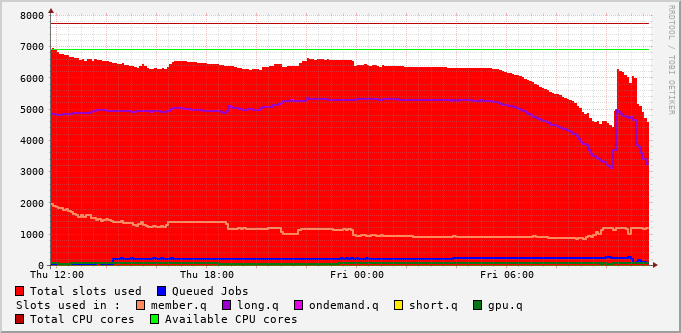 8000
7000
6000
5000
4000
3000
2000
1000
0
Thu 12:00 Thu 18:00 Fri 00:00 Fri 06:00
Total slots used Queued Jobs
Slots used in : member.q long.q ondemand.q short.q gpu.q
Total CPU cores Available CPU cores
RRDTOOL / TOBI OETIKER